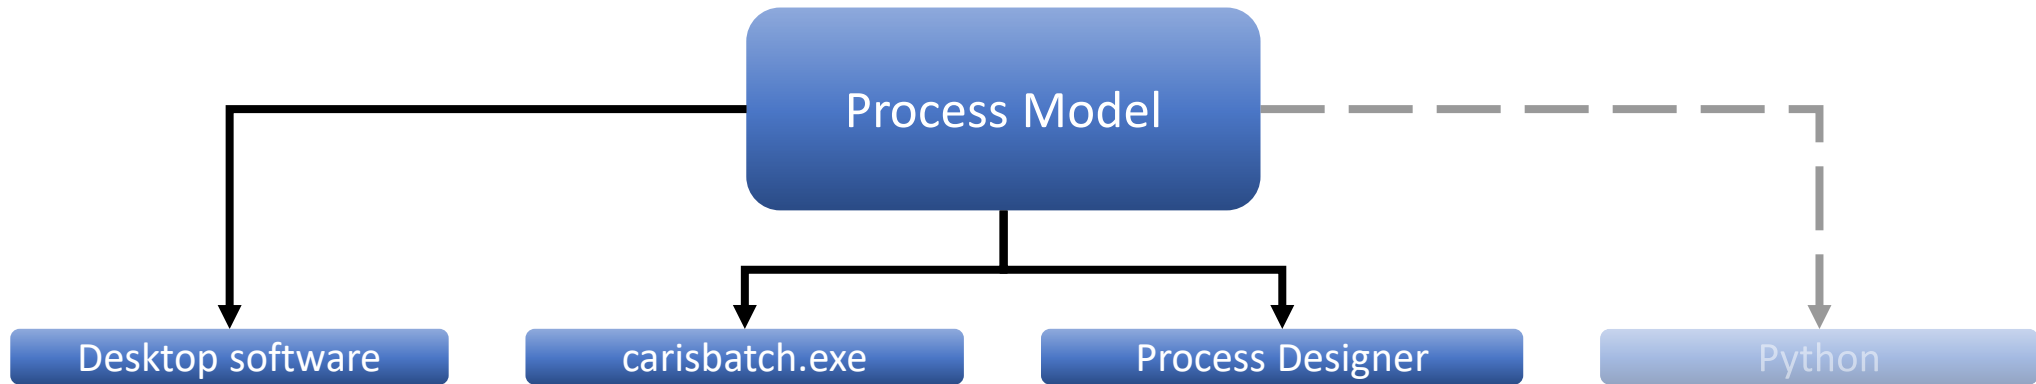 Process Model
Desktop software
carisbatch.exe
Process Designer
Python